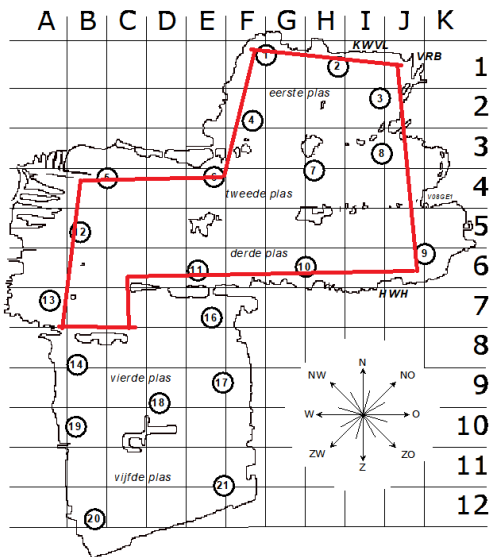 A B C D E F G H I J K
KWVL
1
1
2
VRB
eerste plas
3
2
4
8
3
5
6
7
4
tweede plas
V08GE1
12
5
derde plas
9
11
10
6
13
HWH
7
16
8
14
N
NW
NO
vierde plas
17
9
18
W
O
19
10
ZW
ZO
Z
vijfde plas
11
21
12
20